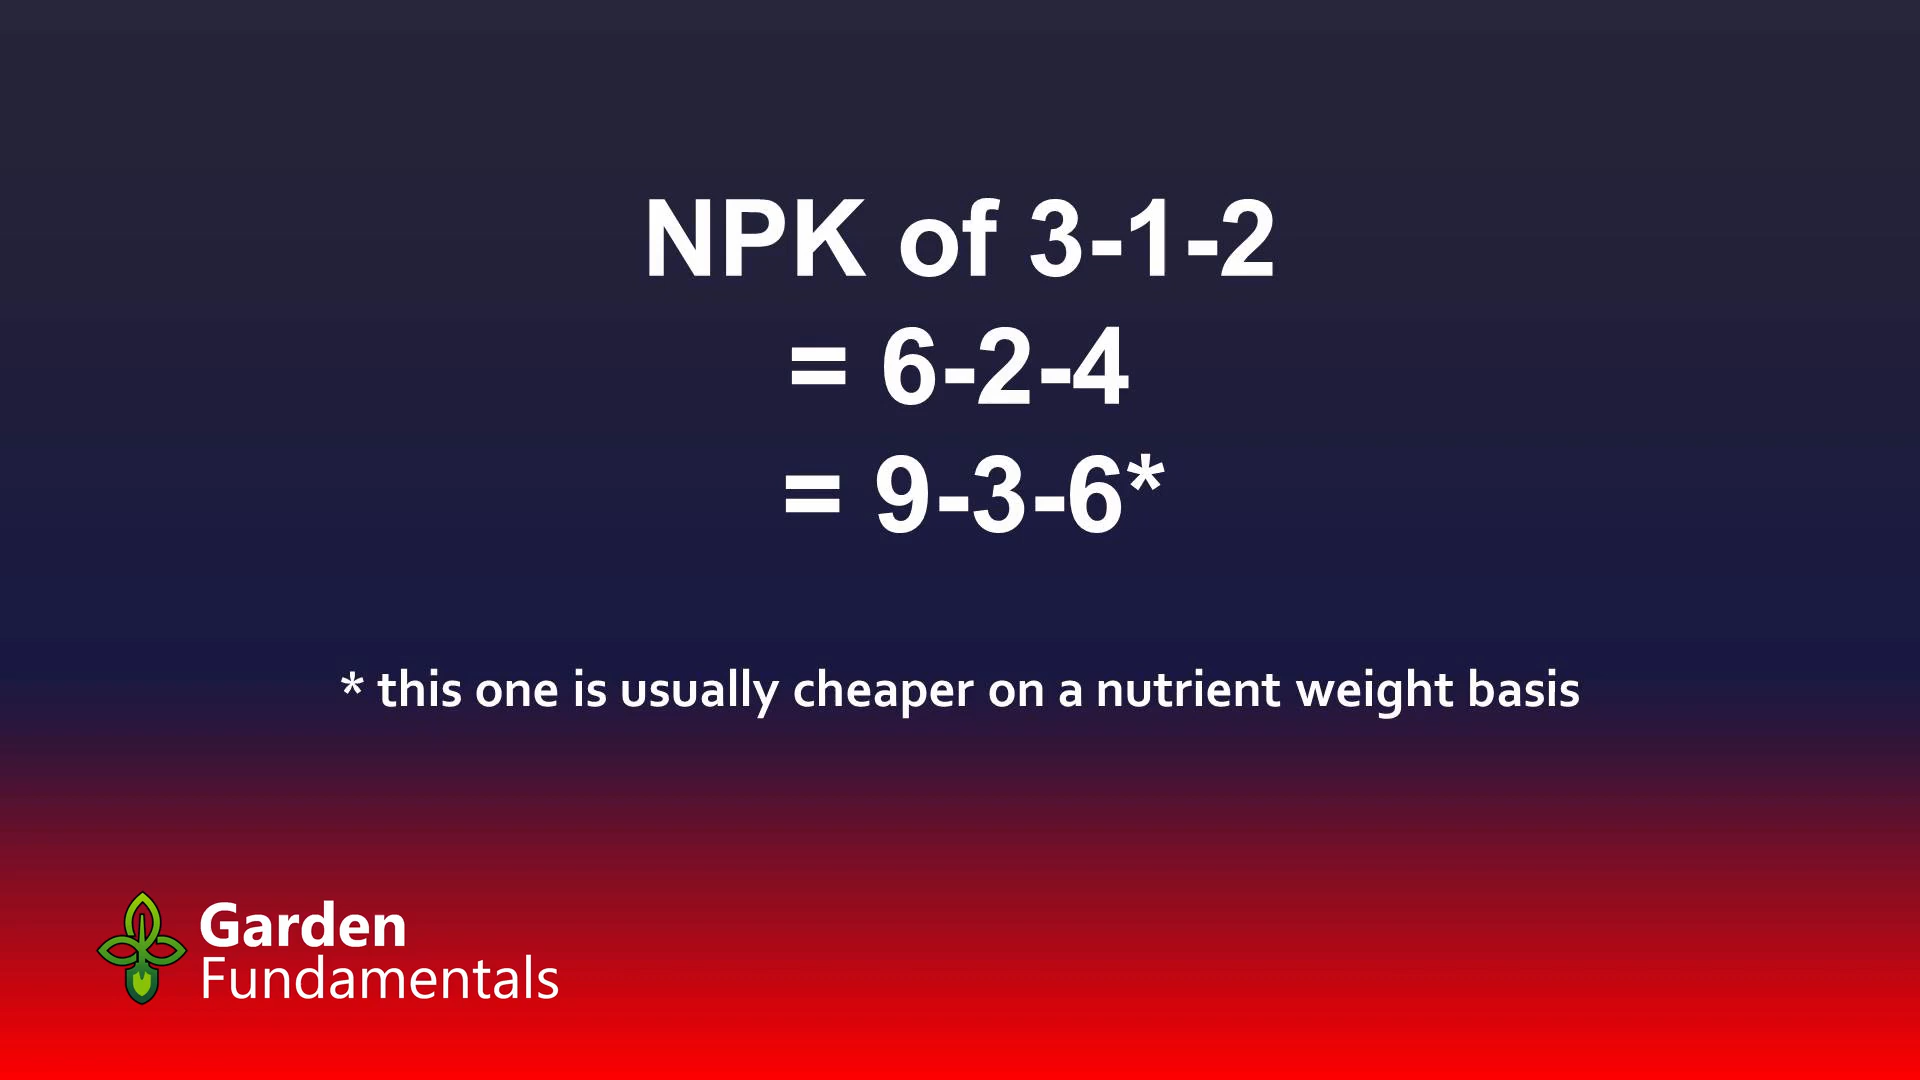 NPK of 3-1-2
= 6-2-4
= 9-3-6*
* this one is usually cheaper on a nutrient weight basis
Garden
Fundamentals